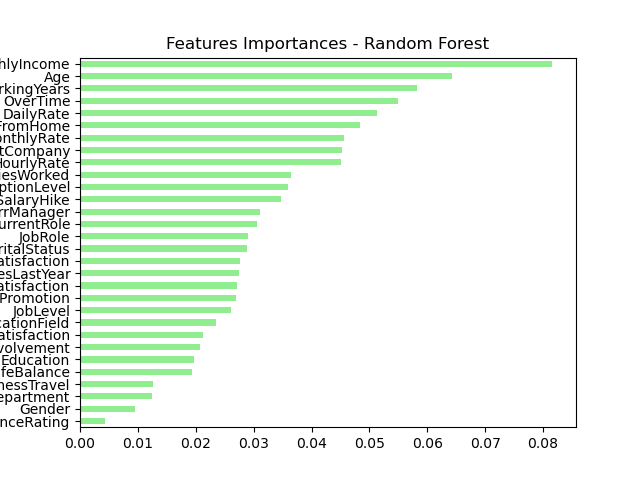 Features Importances - Random Forest
hlyIncome
Age
rkingYears
OverTime
DailyRate
FromHome
onthlyRate
tCompany
HourlyRate
iesWorked
ptionLevel
SalaryHike
rrManager
urrentRole
JobRole
ritalStatus
atisfaction
esLastYear
atisfaction
Promotion
JobLevel
cationField
atisfaction
volvement
Education
feBalance
nessTravel
epartment
Gender
nceRating
0.00 0.01 0.02 0.03 0.04 0.05 0.06 0.07 0.08